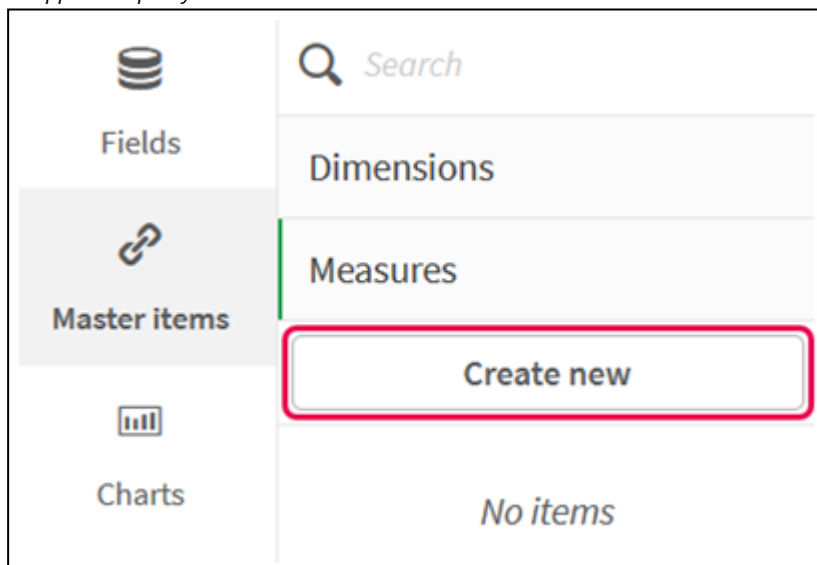 Search
Fields
Dimensions
Measures
Master items
Create new
Charts
No items